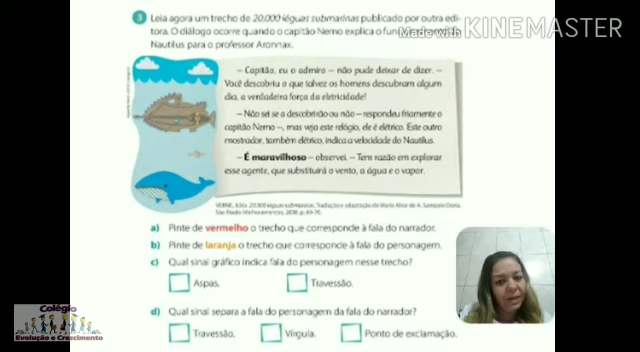 3 Leia agora um trecho de 20.000 léguas submarinas publicado por outra edi-
tora. O diálogo ocorre quando o capitão Nemo explica o
Nautilus para o professor Aronnax.
Made with KINEMASTER
— Capitão, eu o admiro — não pude deixar de dizer. —
Você descobriu o que talvez os homens descubram algum
dia, a verdadeira força da eletricidade!
— Não sei se a descobrirão ou não — respondeu friamente o
capitão Nemo —, mas veja este relógio, ele é elétrico. Este outro
mostrador, também elétrico, indica a velocidade do Nautilus.
— É maravilhoso — observei. — Tem razão em explorar
esse agente, que substituirá o vento, a água e o vapor.
VERNE, Júlio. 20.000 léguas submarinas. Tradução e adaptação de
São Paulo: Melhoramentos, 2008. p. 69-70.
a) Pinte de vermelho o trecho que corresponde à fala do narrador.
b) Pinte de laranja o trecho que corresponde à fala do personagem.
c) Qual sinal gráfico indica fala do personagem nesse trecho?
Aspas. Travessão.
d) Qual sinal separa a fala do personagem da fala do narrador?
Travessão. Vírgula. Ponto de exclamação.
Colégio
Evolução e Crescimento